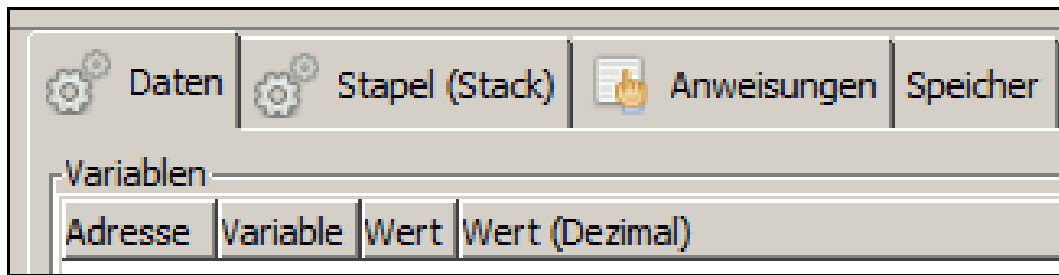 Daten Stapel (Stack) Anweisungen Speicher
Variablen
Adresse Variable Wert Wert (Dezimal)